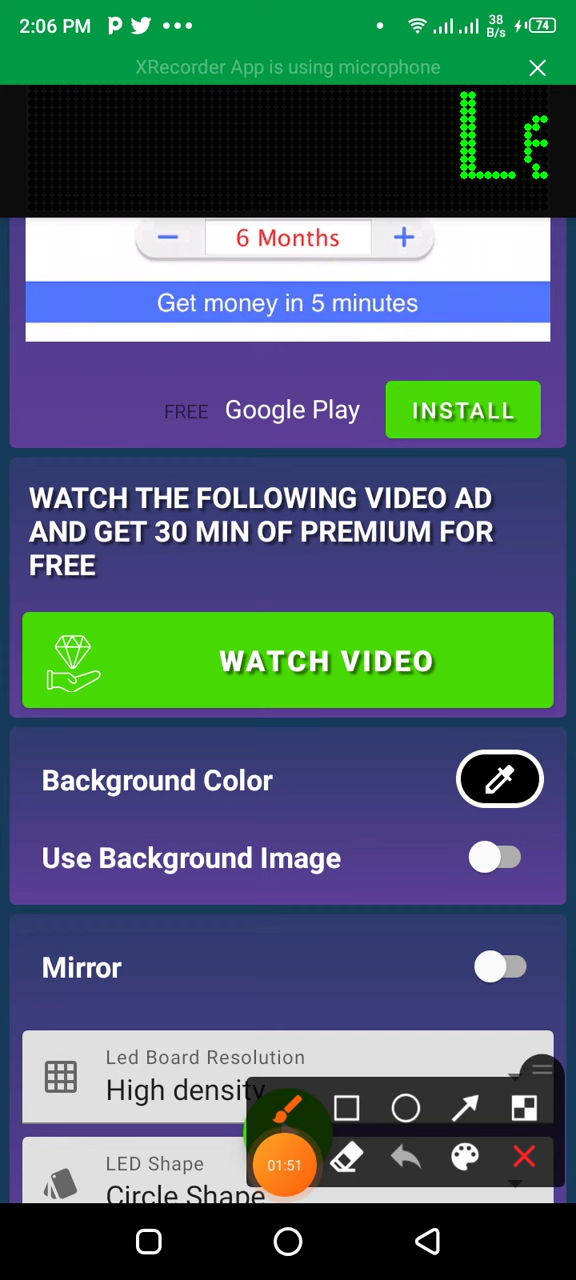 2:06 PM
38 B/s
74
XRecorder App is using microphone
Le
6 Months
Get money in 5 minutes
FREE Google Play INSTALL
WATCH THE FOLLOWING VIDEO AD
AND GET 30 MIN OF PREMIUM FOR
FREE
WATCH VIDEO
Background Color
Use Background Image
Mirror
Led Board Resolution
High density
01:51
LED Shape
Circle Shape